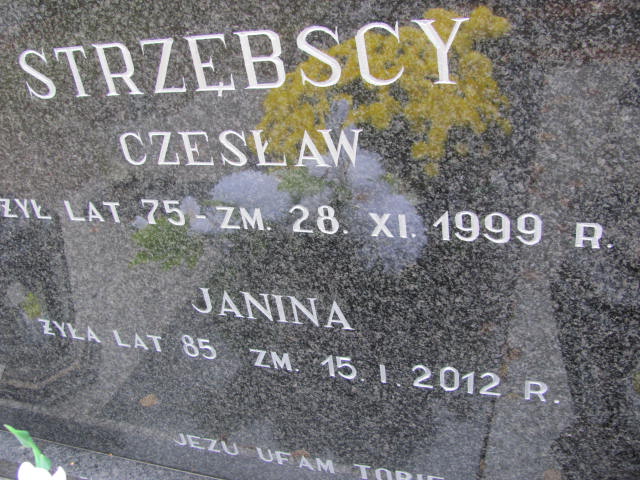 STRZĘBSCY
CZESŁAW
ŻYŁ LAT 75 - ZM. 28. XI. 1999 R.
JANINA
ŻYŁA LAT 85 ZM. 15. I. 2012 R.
JEZU UFAM TOBIE